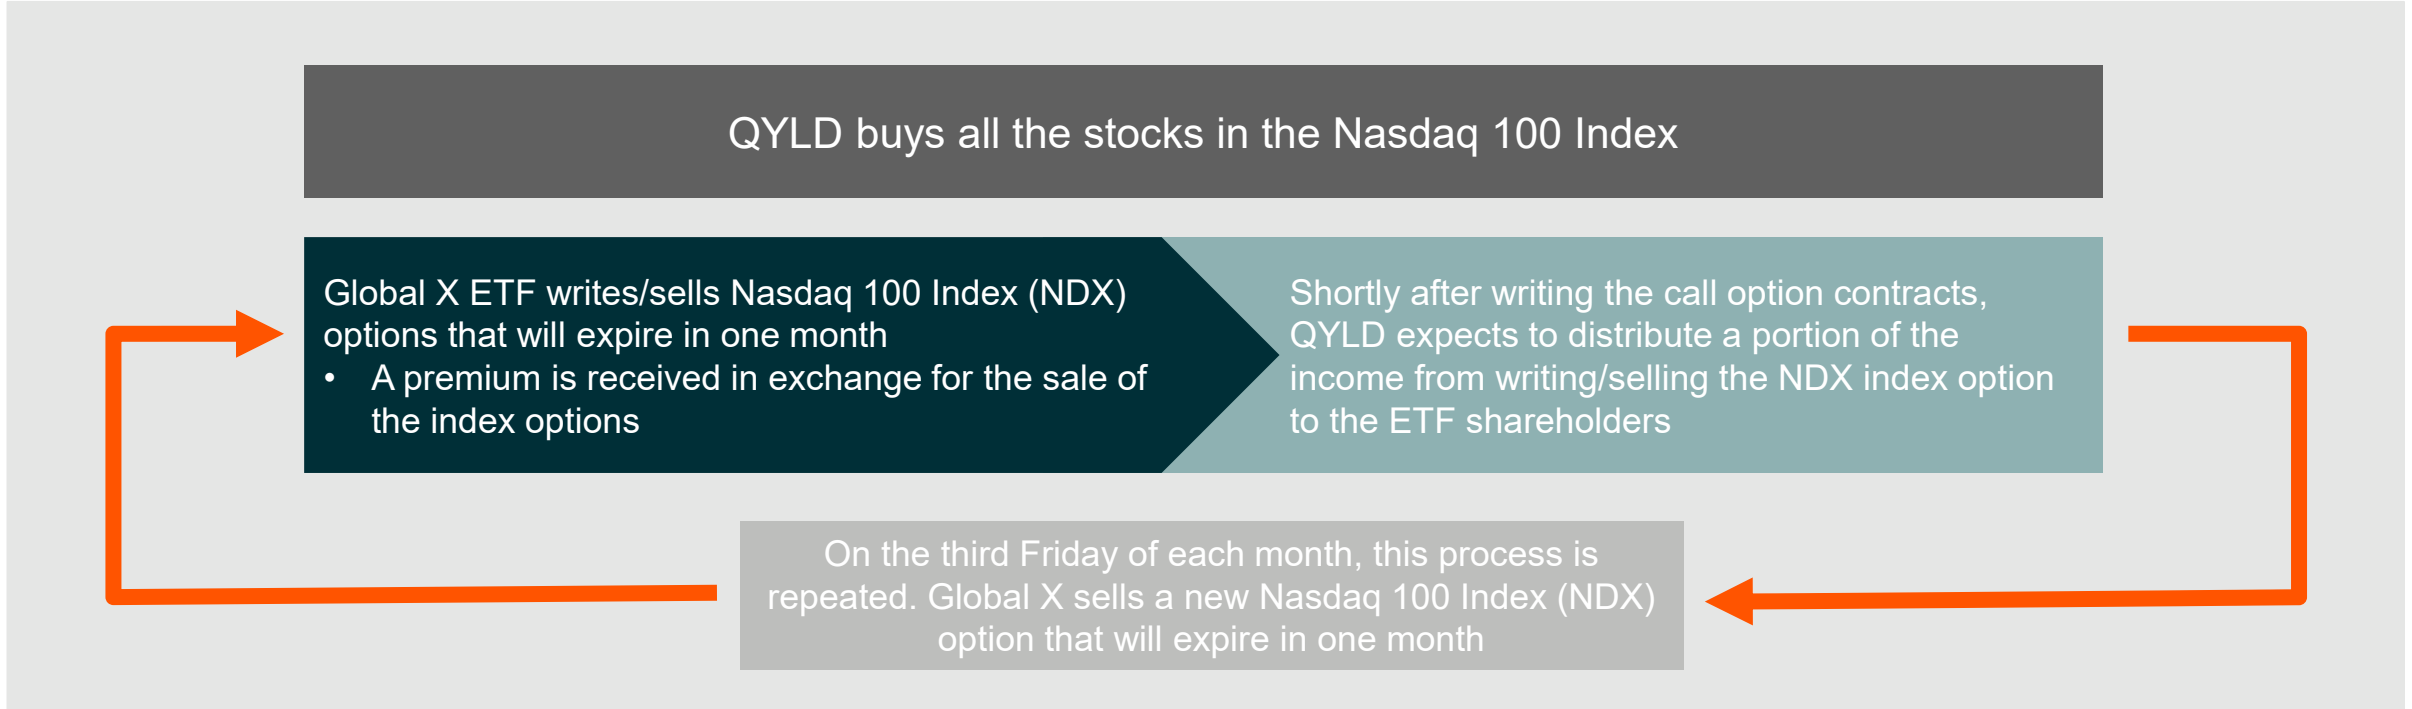 QYLD buys all the stocks in the Nasdaq 100 Index
Global X ETF writes/sells Nasdaq 100 Index (NDX)
options that will expire in one month
• A premium is received in exchange for the sale of
the index options
Shortly after writing the call option contracts,
QYLD expects to distribute a portion of the
income from writing/selling the NDX index option
to the ETF shareholders
On the third Friday of each month, this process is
repeated. Global X sells a new Nasdaq 100 Index (NDX)
option that will expire in one month